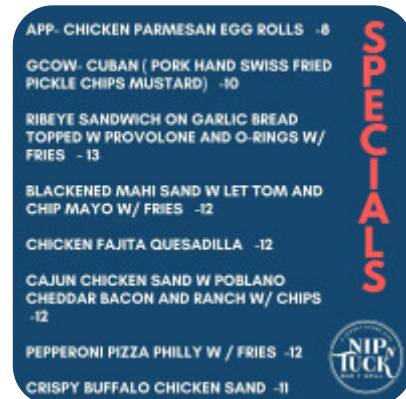 APP- CHICKEN PARMESAN EGG ROLLS -8
GCOW- CUBAN ( PORK HAND SWISS FRIED
PICKLE CHIPS MUSTARD) -10
RIBEYE SANDWICH ON GARLIC BREAD
TOPPED W PROVOLONE AND O-RINGS W/
FRIES - 13
BLACKENED MAHI SAND W LET TOM AND
CHIP MAYO W/ FRIES -12
CHICKEN FAJITA QUESADILLA -12
CAJUN CHICKEN SAND W POBLANO
CHEDDAR BACON AND RANCH W/ CHIPS
-12
PEPPERONI PIZZA PHILLY W / FRIES -12
CRISPY BUFFALO CHICKEN SAND -11
SPECIALS
NIP N
TUCK
BAR & GRILL